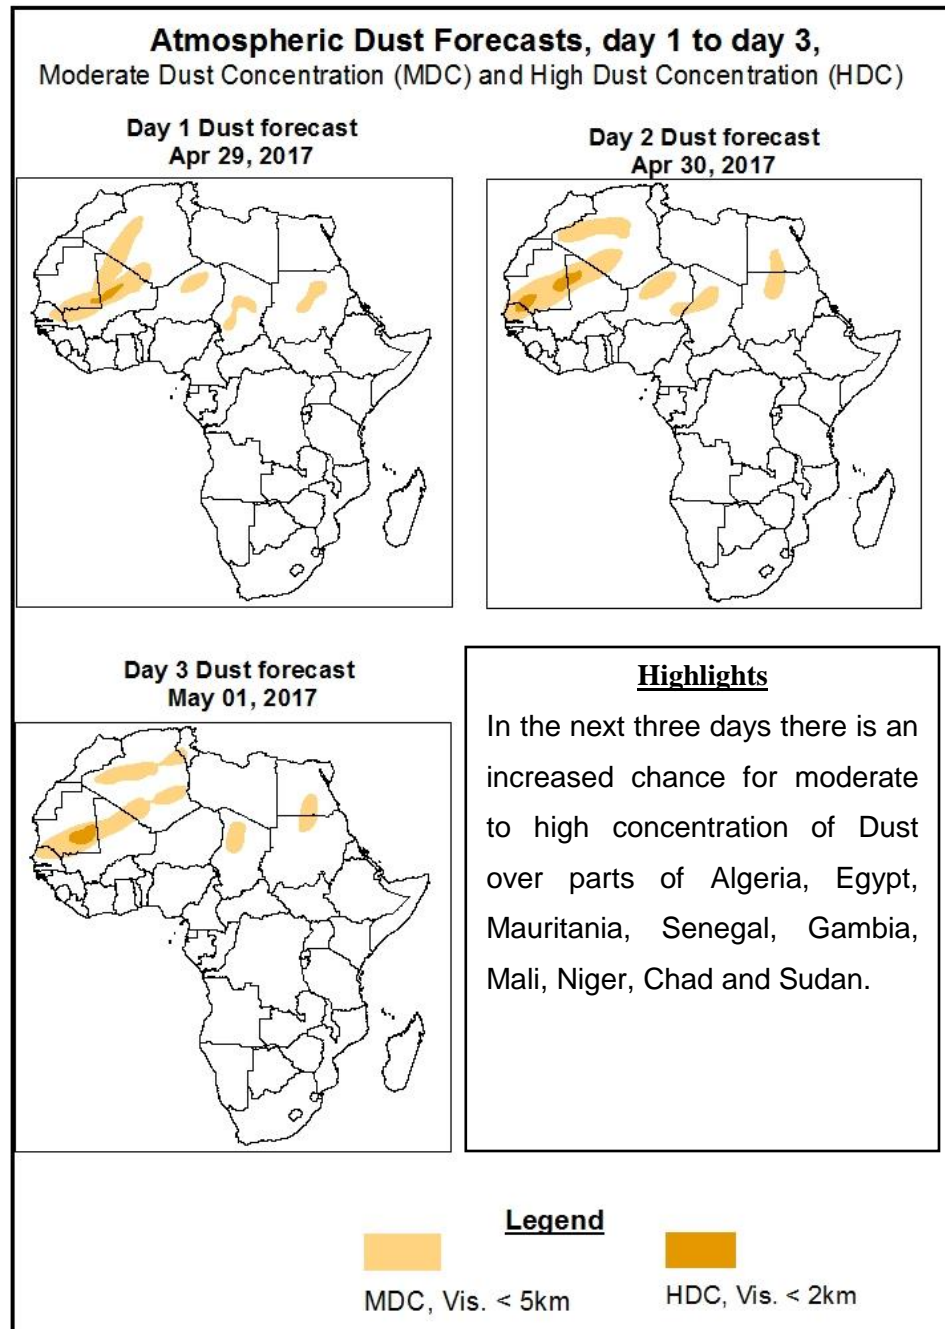 Atmospheric Dust Forecasts, day 1 to day 3,
Moderate Dust Concentration (MDC) and High Dust Concentration (HDC)
Day 1 Dust forecast
Apr 29, 2017
Day 2 Dust forecast
Apr 30, 2017
Day 3 Dust forecast
May 01, 2017
Highlights
In the next three days there is an
increased chance for moderate
to high concentration of Dust
over parts of Algeria, Egypt,
Mauritania, Senegal, Gambia,
Mali, Niger, Chad and Sudan.
Legend
MDC, Vis. < 5km
HDC, Vis. < 2km